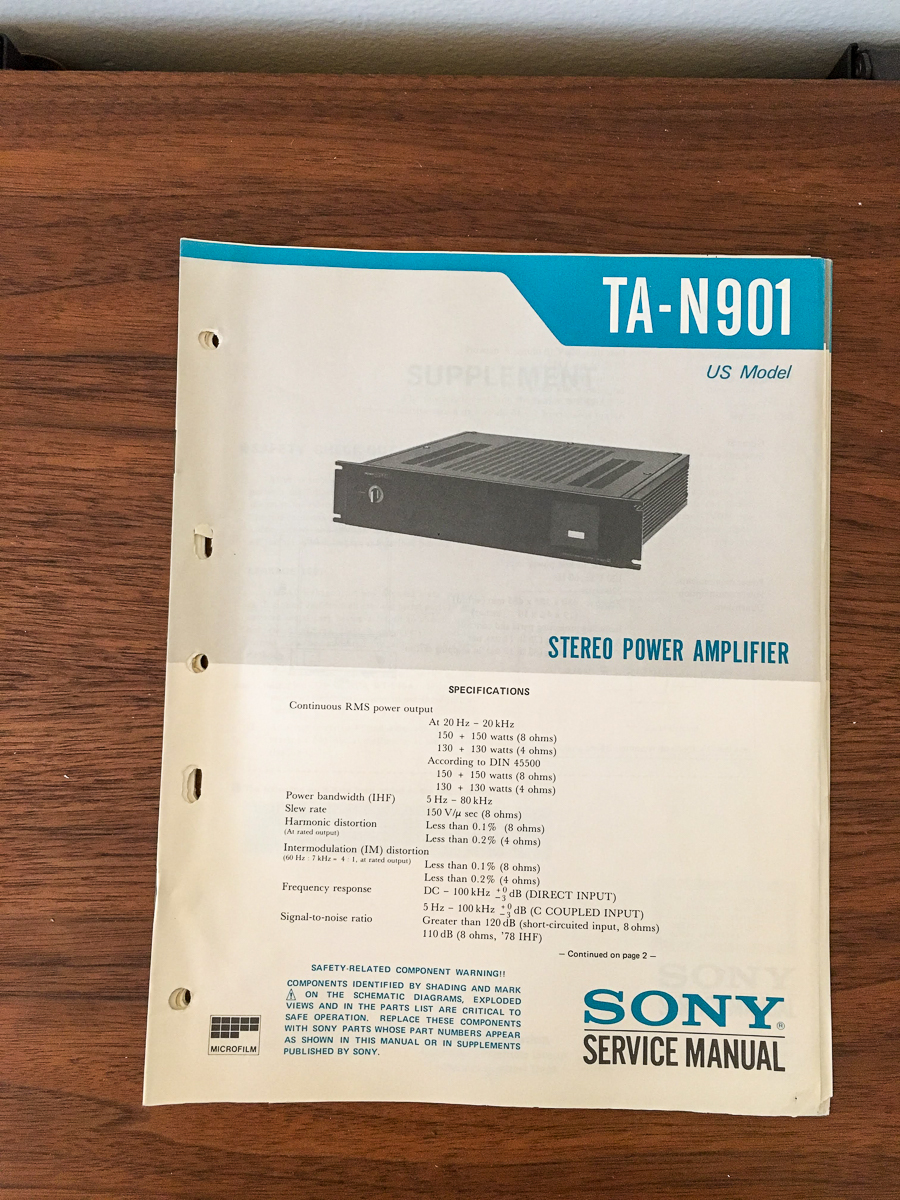 TA-N901
US Model
SUPPLEMENT
STEREO POWER AMPLIFIER
SPECIFICATIONS
Continuous RMS power output
At 20 Hz – 20 kHz
150 + 150 watts (8 ohms)
130 + 130 watts (4 ohms)
According to DIN 45500
150 + 150 watts (8 ohms)
130 + 130 watts (4 ohms)
Power bandwidth (IHF) 5 Hz – 80 kHz
Slew rate 150 V/μ sec (8 ohms)
Harmonic distortion Less than 0.1% (8 ohms)
(At rated output) Less than 0.2% (4 ohms)
Intermodulation (IM) distortion
(60 Hz : 7 kHz = 4 : 1, at rated output) Less than 0.1% (8 ohms)
Less than 0.2% (4 ohms)
Frequency response DC – 100 kHz +0 −3 dB (DIRECT INPUT)
5 Hz – 100 kHz +0 −3 dB (C COUPLED INPUT)
Signal-to-noise ratio Greater than 120 dB (short-circuited input, 8 ohms)
110 dB (8 ohms, '78 IHF)
– Continued on page 2 –
SAFETY-RELATED COMPONENT WARNING!!
COMPONENTS IDENTIFIED BY SHADING AND MARK
⚠ ON THE SCHEMATIC DIAGRAMS, EXPLODED
VIEWS AND IN THE PARTS LIST ARE CRITICAL TO
SAFE OPERATION. REPLACE THESE COMPONENTS
WITH SONY PARTS WHOSE PART NUMBERS APPEAR
AS SHOWN IN THIS MANUAL OR IN SUPPLEMENTS
PUBLISHED BY SONY.
MICROFILM
SONY®
SERVICE MANUAL